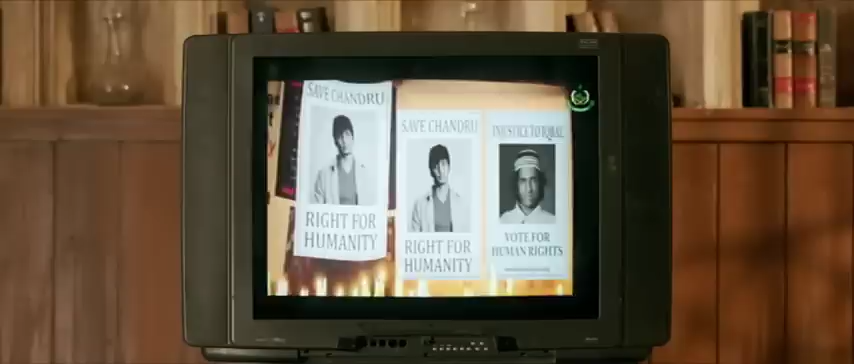 SAVE CHANDRU
RIGHT FOR
HUMANITY
SAVE CHANDRU
RIGHT FOR
HUMANITY
INJUSTICE TO IQBAL
VOTE FOR
HUMAN RIGHTS